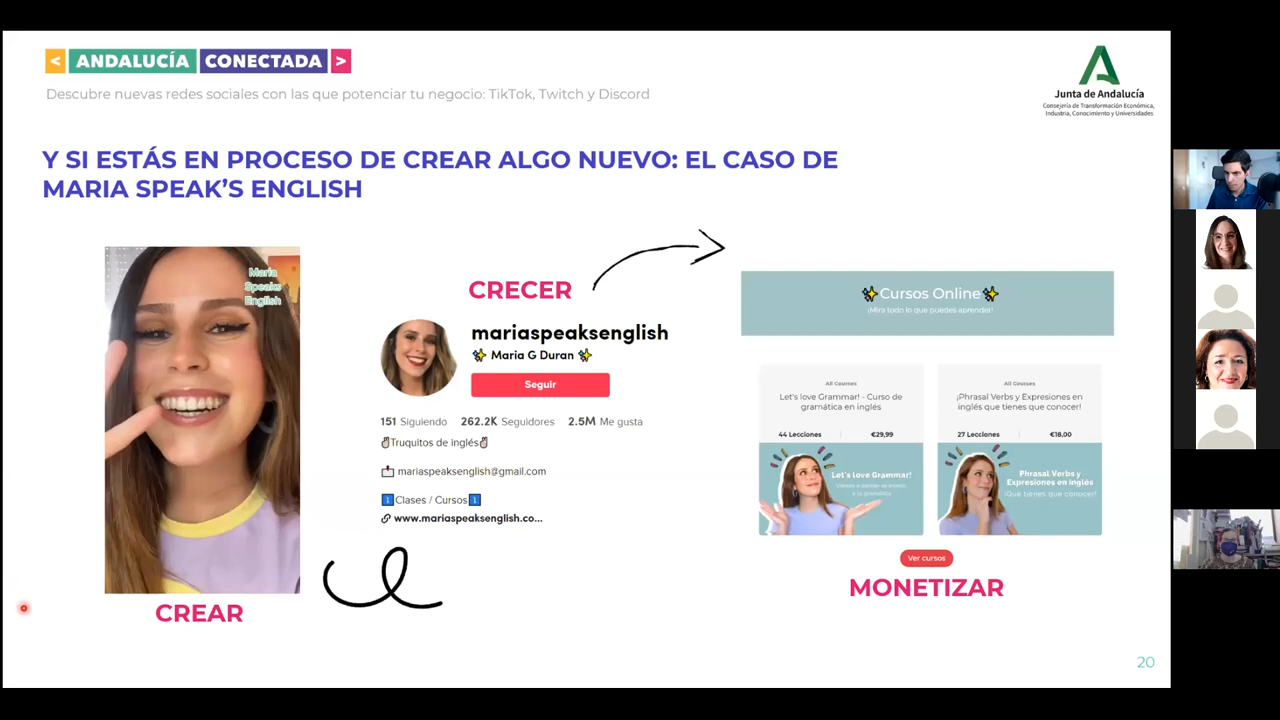 < ANDALUCÍA CONECTADA >
Descubre nuevas redes sociales con las que potenciar tu negocio: TikTok, Twitch y Discord
Junta de Andalucía
Consejería de Transformación Económica,
Industria, Conocimiento y Universidades
Y SI ESTÁS EN PROCESO DE CREAR ALGO NUEVO: EL CASO DE
MARIA SPEAK’S ENGLISH
Maria
Speaks
English
CREAR
CRECER
mariaspeaksenglish
Maria G Duran
Seguir
151 Siguiendo 262.2K Seguidores 2.5M Me gusta
✌Truquitos de inglés✌
mariaspeaksenglish@gmail.com
Clases / Cursos
www.mariaspeaksenglish.co...
✨Cursos Online✨
¡Mira todo lo que puedes aprender!
All Courses
Let's love Grammar! - Curso de
gramática en inglés
44 Lecciones €29,99
Let's love Grammar!
Vamos a perder el miedo
a la gramática
All Courses
¡Phrasal Verbs y Expresiones en
inglés que tienes que conocer!
27 Lecciones €18,00
Phrasal Verbs y
Expresiones en inglés
¡Que tienes que conocer!
Ver cursos
MONETIZAR
20